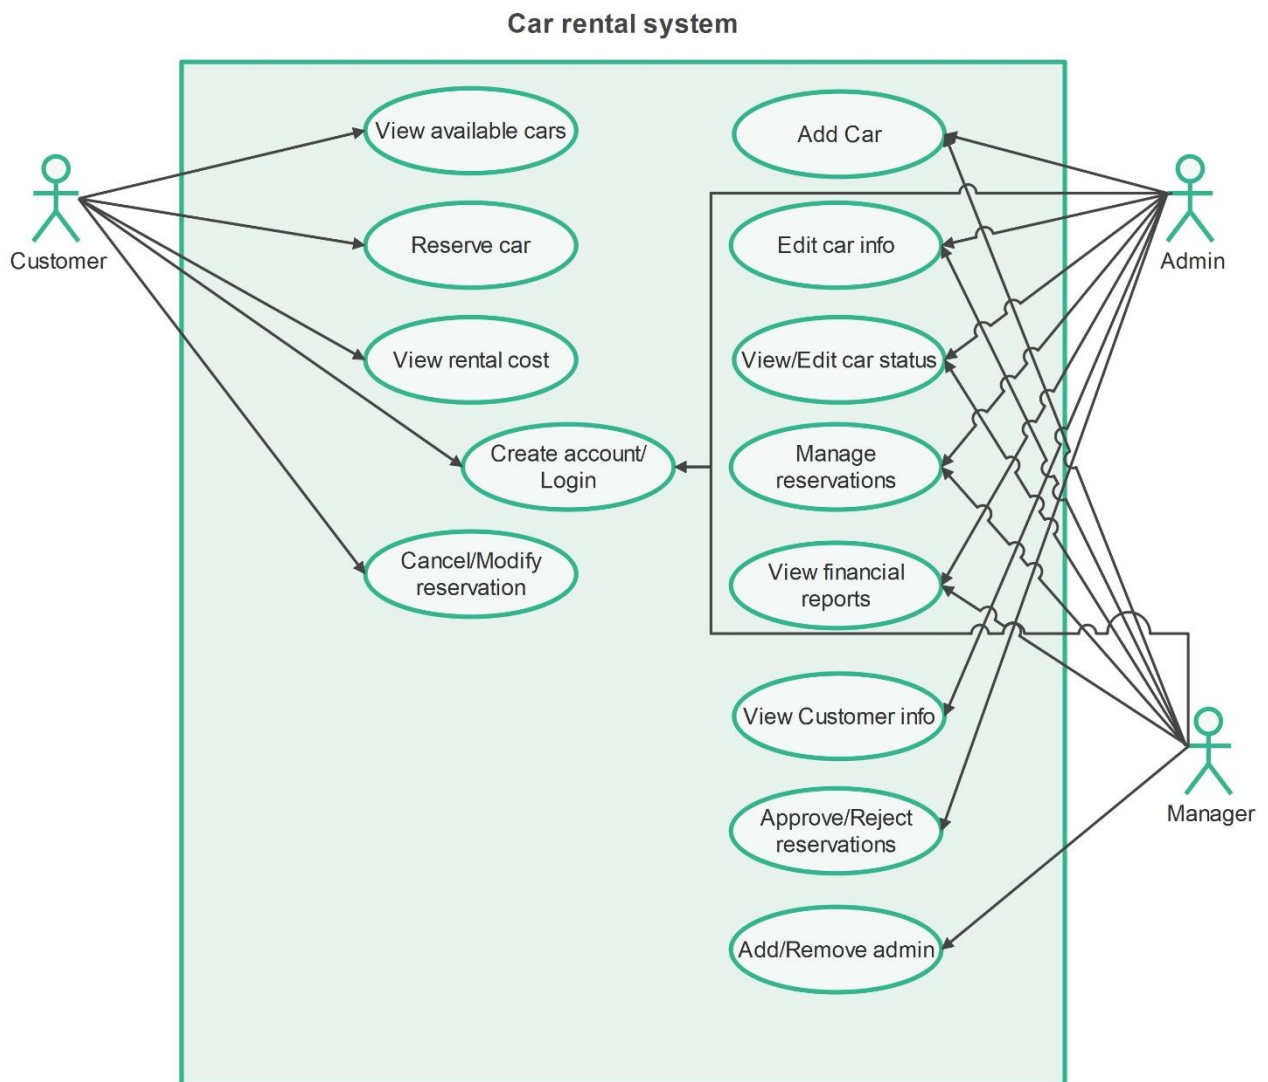 Car rental system
View available cars
Add Car
Customer
Reserve car
Edit car info
Admin
View rental cost
View/Edit car status
Create account/
Login
Manage
reservations
Cancel/Modify
reservation
View financial
reports
View Customer info
Manager
Approve/Reject
reservations
Add/Remove admin